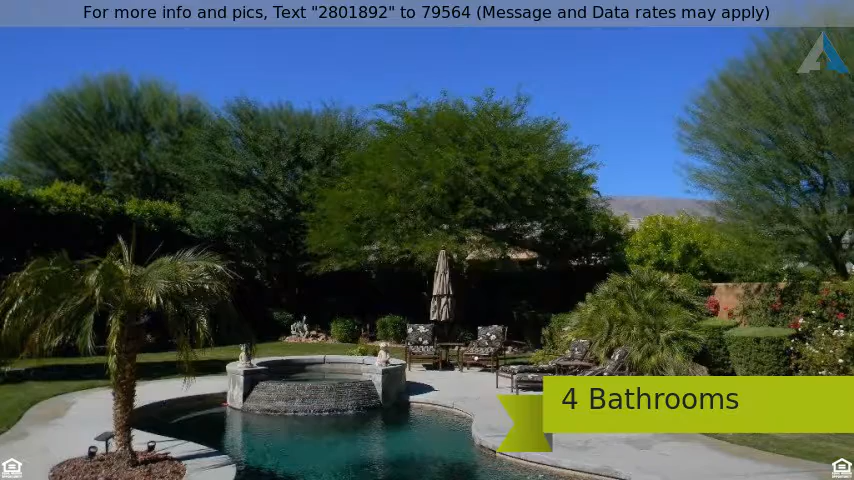 For more info and pics, Text "2801892" to 79564 (Message and Data rates may apply)
4 Bathrooms